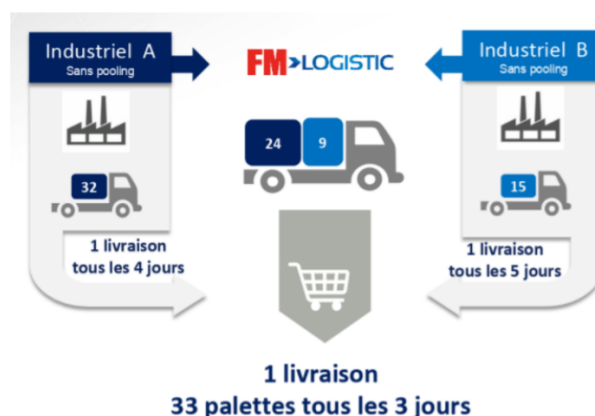 Industriel A
Sans pooling
FM>LOGISTIC
Industriel B
Sans pooling
24
9
32
15
1 livraison
tous les 4 jours
1 livraison
tous les 5 jours
1 livraison
33 palettes tous les 3 jours